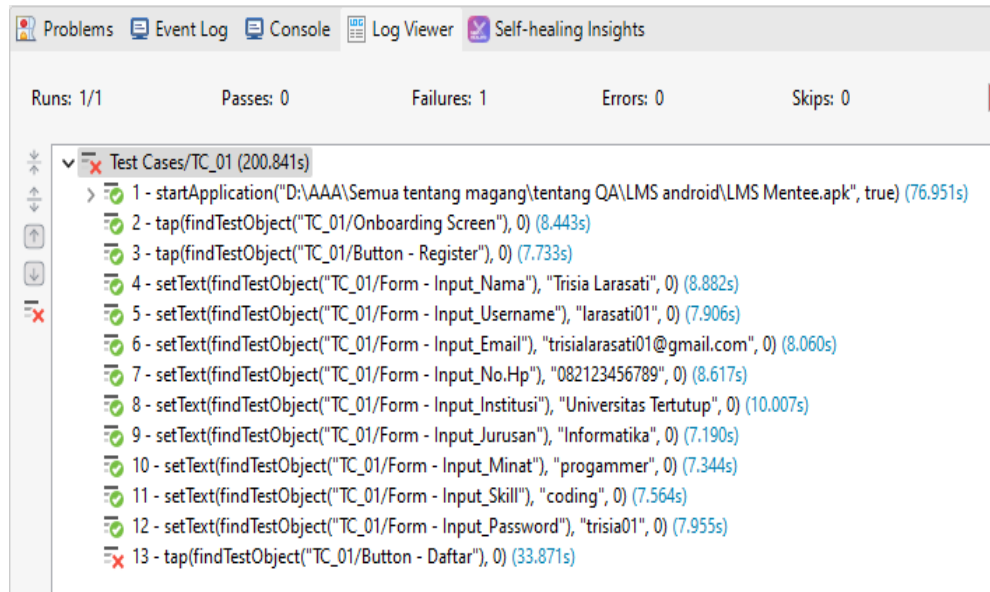 Problems Event Log Console Log Viewer Self-healing Insights
Runs: 1/1 Passes: 0 Failures: 1 Errors: 0 Skips: 0
Test Cases/TC_01 (200.841s)
1 - startApplication("D:\AAA\Semua tentang magang\tentang QA\LMS android\LMS Mentee.apk", true) (76.951s)
2 - tap(findTestObject("TC_01/Onboarding Screen"), 0) (8.443s)
3 - tap(findTestObject("TC_01/Button - Register"), 0) (7.733s)
4 - setText(findTestObject("TC_01/Form - Input_Nama"), "Trisia Larasati", 0) (8.882s)
5 - setText(findTestObject("TC_01/Form - Input_Username"), "larasati01", 0) (7.906s)
6 - setText(findTestObject("TC_01/Form - Input_Email"), "trisialarasati01@gmail.com", 0) (8.060s)
7 - setText(findTestObject("TC_01/Form - Input_No.Hp"), "082123456789", 0) (8.617s)
8 - setText(findTestObject("TC_01/Form - Input_Institusi"), "Universitas Tertutup", 0) (10.007s)
9 - setText(findTestObject("TC_01/Form - Input_Jurusan"), "Informatika", 0) (7.190s)
10 - setText(findTestObject("TC_01/Form - Input_Minat"), "progammer", 0) (7.344s)
11 - setText(findTestObject("TC_01/Form - Input_Skill"), "coding", 0) (7.564s)
12 - setText(findTestObject("TC_01/Form - Input_Password"), "trisia01", 0) (7.955s)
13 - tap(findTestObject("TC_01/Button - Daftar"), 0) (33.871s)